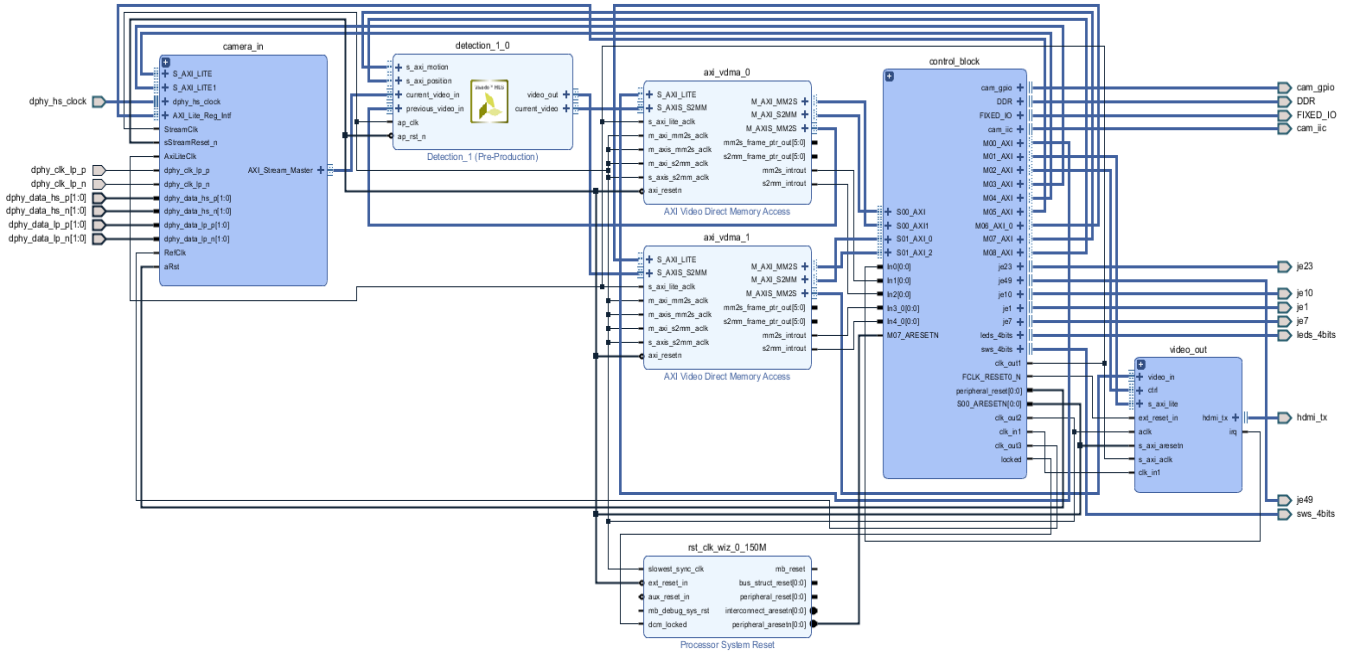 camera_in
S_AXI_LITE
S_AXI_LITE1
dphy_hs_clock
AXI_Lite_Reg_Intf
StreamClk
sStreamReset_n
AxiLiteClk
dphy_clk_lp_p
dphy_clk_lp_n
dphy_data_hs_p[1:0]
dphy_data_hs_n[1:0]
dphy_data_lp_p[1:0]
dphy_data_lp_n[1:0]
RefClk
aRst
AXI_Stream_Master
dphy_hs_clock
dphy_clk_lp_p
dphy_clk_lp_n
dphy_data_hs_p[1:0]
dphy_data_hs_n[1:0]
dphy_data_lp_p[1:0]
dphy_data_lp_n[1:0]
detection_1_0
s_axi_motion
s_axi_position
current_video_in
previous_video_in
ap_clk
ap_rst_n
video_out
current_video
Detection_1 (Pre-Production)
axi_vdma_0
S_AXI_LITE
S_AXIS_S2MM
s_axi_lite_aclk
m_axi_mm2s_aclk
m_axis_mm2s_aclk
m_axi_s2mm_aclk
s_axis_s2mm_aclk
axi_resetn
M_AXI_MM2S
M_AXI_S2MM
M_AXIS_MM2S
mm2s_frame_ptr_out[5:0]
s2mm_frame_ptr_out[5:0]
mm2s_introut
s2mm_introut
AXI Video Direct Memory Access
axi_vdma_1
S_AXI_LITE
S_AXIS_S2MM
s_axi_lite_aclk
m_axi_mm2s_aclk
m_axis_mm2s_aclk
m_axi_s2mm_aclk
s_axis_s2mm_aclk
axi_resetn
M_AXI_MM2S
M_AXI_S2MM
M_AXIS_MM2S
mm2s_frame_ptr_out[5:0]
s2mm_frame_ptr_out[5:0]
mm2s_introut
s2mm_introut
AXI Video Direct Memory Access
rst_clk_wiz_0_150M
slowest_sync_clk
ext_reset_in
aux_reset_in
mb_debug_sys_rst
dcm_locked
mb_reset
bus_struct_reset[0:0]
peripheral_reset[0:0]
interconnect_aresetn[0:0]
peripheral_aresetn[0:0]
Processor System Reset
control_block
S00_AXI
S00_AXI1
S01_AXI_0
S01_AXI_2
In0[0:0]
In1[0:0]
In2[0:0]
In3_0[0:0]
In4_0[0:0]
M07_ARESETN
cam_gpio
DDR
FIXED_IO
cam_iic
M00_AXI
M01_AXI
M02_AXI
M03_AXI
M04_AXI
M05_AXI
M06_AXI_0
M07_AXI
M08_AXI
je23
je49
je10
je1
je7
leds_4bits
sws_4bits
clk_out1
FCLK_RESET0_N
peripheral_reset[0:0]
S00_ARESETN[0:0]
clk_out2
clk_in1
clk_out3
locked
video_out
video_in
ctrl
s_axi_lite
ext_reset_in
aclk
s_axi_aresetn
s_axi_aclk
clk_in1
hdmi_tx
irq
cam_gpio
DDR
FIXED_IO
cam_iic
je23
je10
je1
je7
leds_4bits
hdmi_tx
je49
sws_4bits